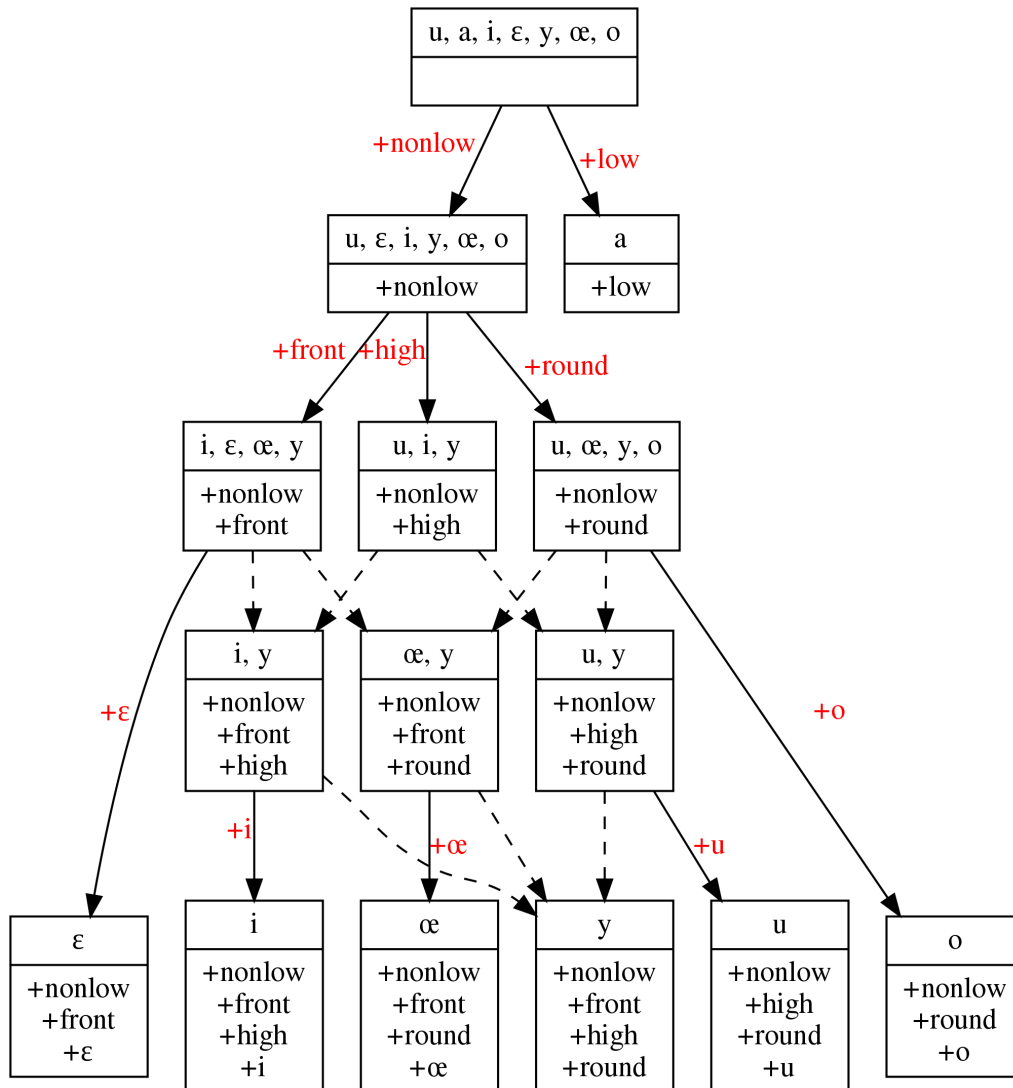 u, a, i, ɛ, y, œ, o
+nonlow
+low
u, ɛ, i, y, œ, o
+nonlow
a
+low
+front
+high
+round
i, ɛ, œ, y
+nonlow
+front
u, i, y
+nonlow
+high
u, œ, y, o
+nonlow
+round
i, y
+nonlow
+front
+high
œ, y
+nonlow
+front
+round
u, y
+nonlow
+high
+round
+ɛ
+o
+i
+œ
+u
ɛ
+nonlow
+front
+ɛ
i
+nonlow
+front
+high
+i
œ
+nonlow
+front
+round
+œ
y
+nonlow
+front
+high
+round
u
+nonlow
+high
+round
+u
o
+nonlow
+round
+o